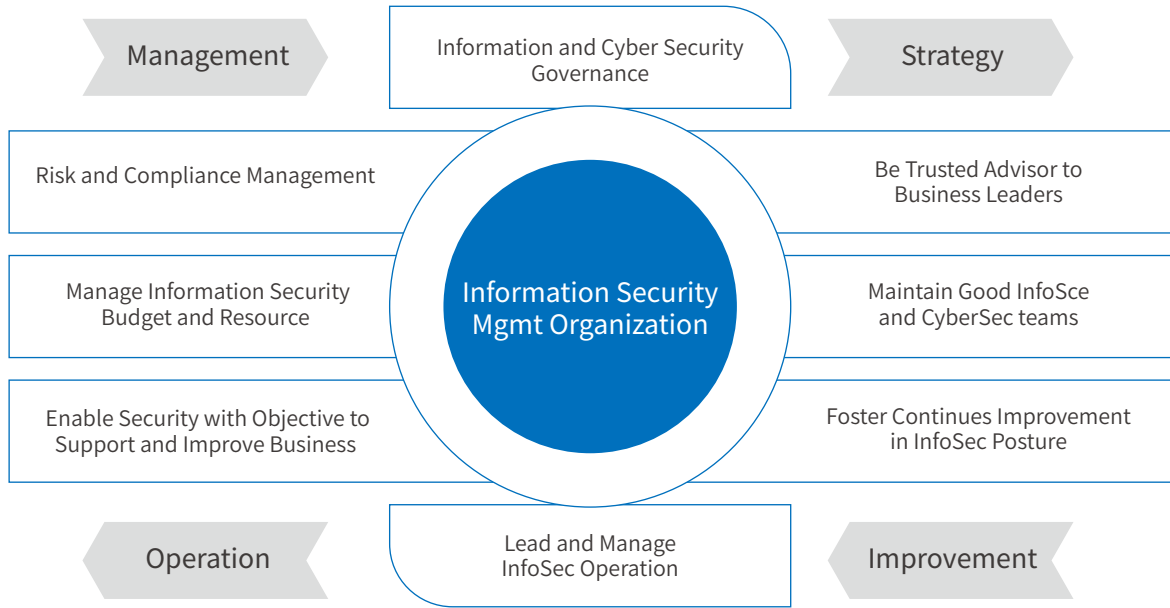 Management
Information and Cyber Security
Governance
Strategy
Risk and Compliance Management
Be Trusted Advisor to
Business Leaders
Manage Information Security
Budget and Resource
Information Security
Mgmt Organization
Maintain Good InfoSce
and CyberSec teams
Enable Security with Objective to
Support and Improve Business
Foster Continues Improvement
in InfoSec Posture
Operation
Lead and Manage
InfoSec Operation
Improvement